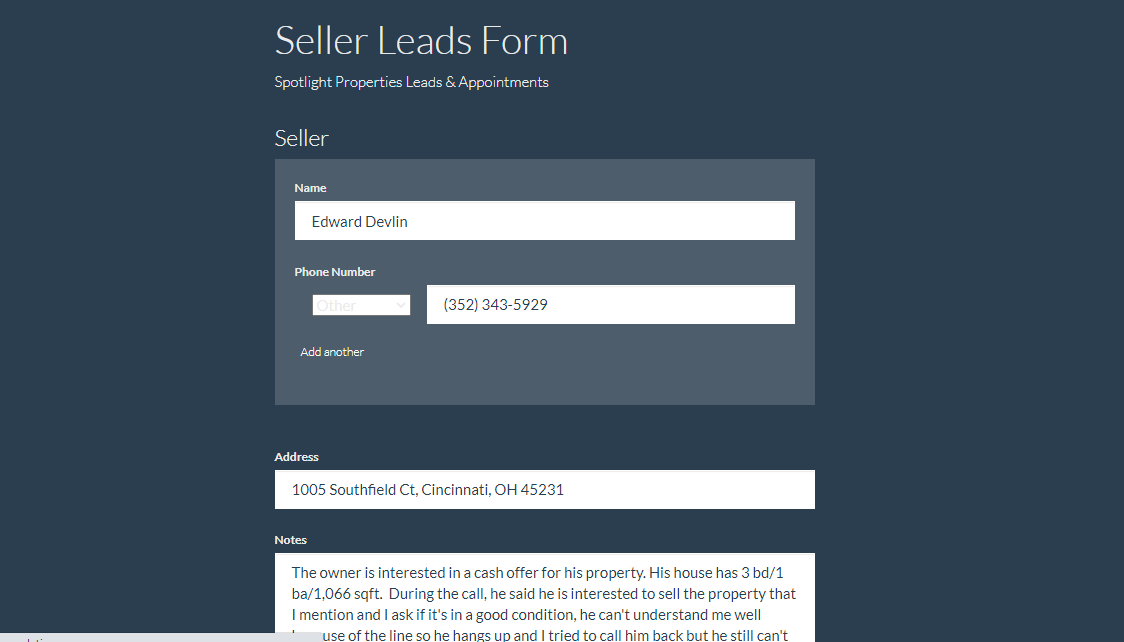 Seller Leads Form
Spotlight Properties Leads & Appointments
Seller
Name
Edward Devlin
Phone Number
Other
(352) 343-5929
Add another
Address
1005 Southfield Ct, Cincinnati, OH 45231
Notes
The owner is interested in a cash offer for his property. His house has 3 bd/1
ba/1,066 sqft.  During the call, he said he is interested to sell the property that
I mention and I ask if it's in a good condition, he can't understand me well
of the line so he hangs up and I tried to call him back but he still can't